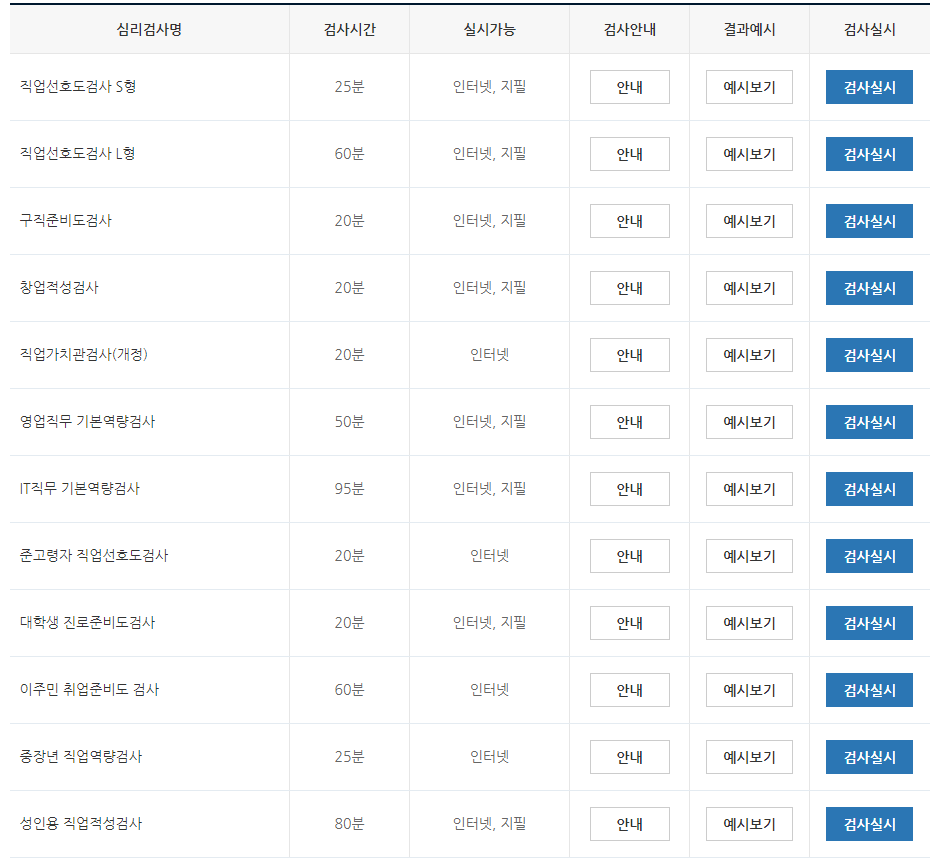 심리검사명 검사시간 실시가능 검사안내 결과예시 검사실시
직업선호도검사 S형 25분 인터넷, 지필 안내 예시보기 검사실시
직업선호도검사 L형 60분 인터넷, 지필 안내 예시보기 검사실시
구직준비도검사 20분 인터넷, 지필 안내 예시보기 검사실시
창업적성검사 20분 인터넷, 지필 안내 예시보기 검사실시
직업가치관검사(개정) 20분 인터넷 안내 예시보기 검사실시
영업직무 기본역량검사 50분 인터넷, 지필 안내 예시보기 검사실시
IT직무 기본역량검사 95분 인터넷, 지필 안내 예시보기 검사실시
준고령자 직업선호도검사 20분 인터넷 안내 예시보기 검사실시
대학생 진로준비도검사 20분 인터넷, 지필 안내 예시보기 검사실시
이주민 취업준비도 검사 60분 인터넷 안내 예시보기 검사실시
중장년 직업역량검사 25분 인터넷 안내 예시보기 검사실시
성인용 직업적성검사 80분 인터넷, 지필 안내 예시보기 검사실시